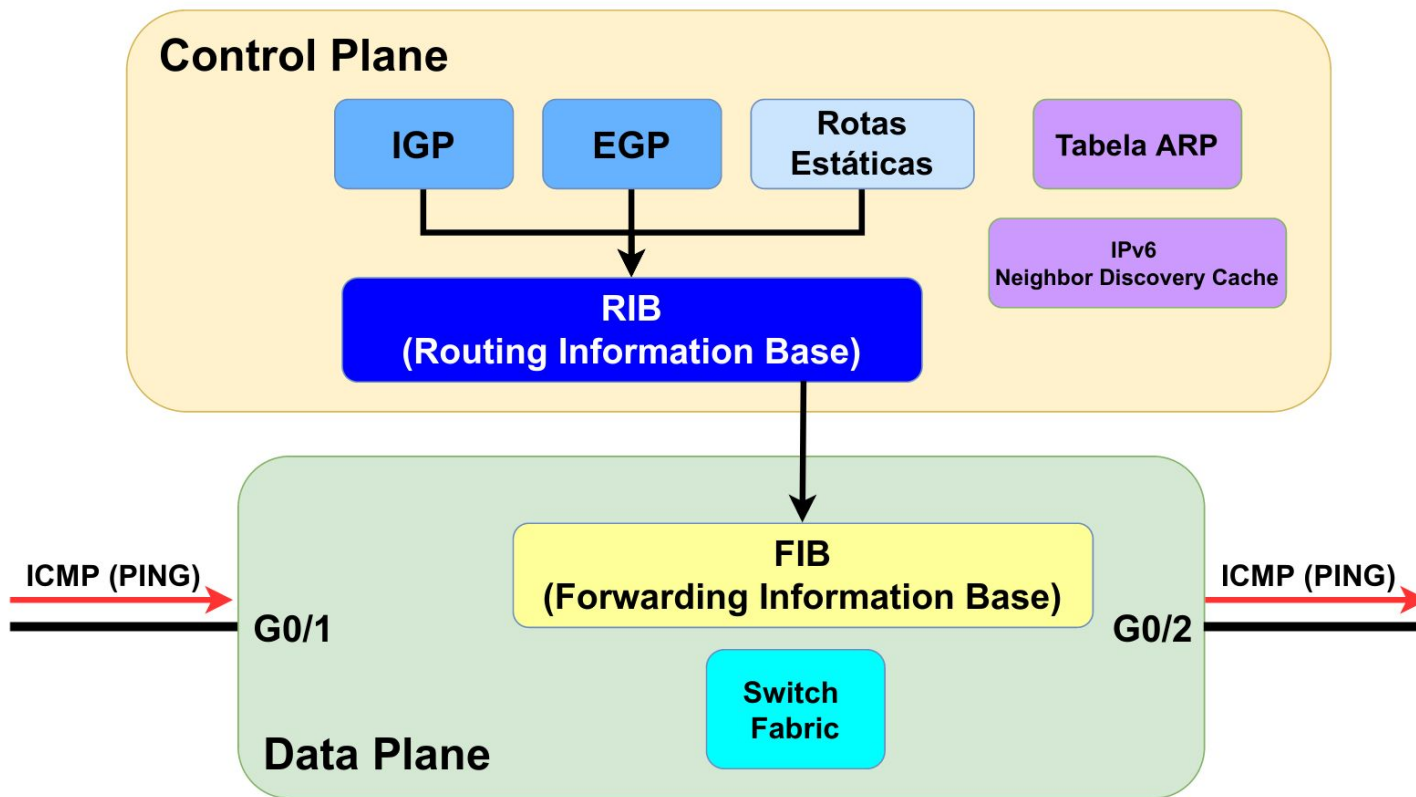 Control Plane
IGP
EGP
Rotas
Estáticas
Tabela ARP
IPv6
Neighbor Discovery Cache
RIB
(Routing Information Base)
FIB
(Forwarding Information Base)
ICMP (PING)
G0/1
ICMP (PING)
G0/2
Switch
Fabric
Data Plane